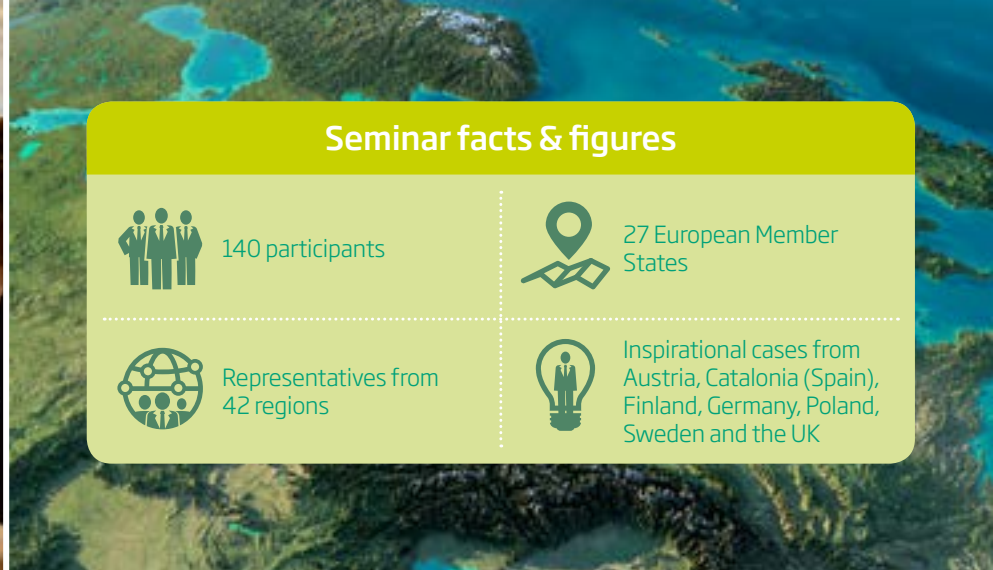 Seminar facts & figures
140 participants
27 European Member
States
Representatives from
42 regions
Inspirational cases from
Austria, Catalonia (Spain),
Finland, Germany, Poland,
Sweden and the UK